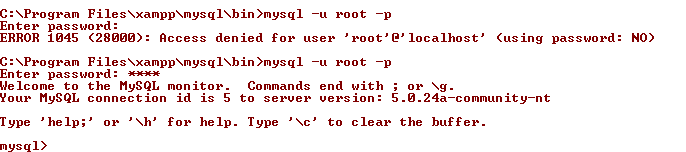 C:\Program Files\xampp\mysql\bin>mysql -u root -p
Enter password:
ERROR 1045 (28000): Access denied for user 'root'@'localhost' (using password: NO)
C:\Program Files\xampp\mysql\bin>mysql -u root -p
Enter password: ****
Welcome to the MySQL monitor.  Commands end with ; or \g.
Your MySQL connection id is 5 to server version: 5.0.24a-community-nt
Type 'help;' or '\h' for help. Type '\c' to clear the buffer.
mysql>